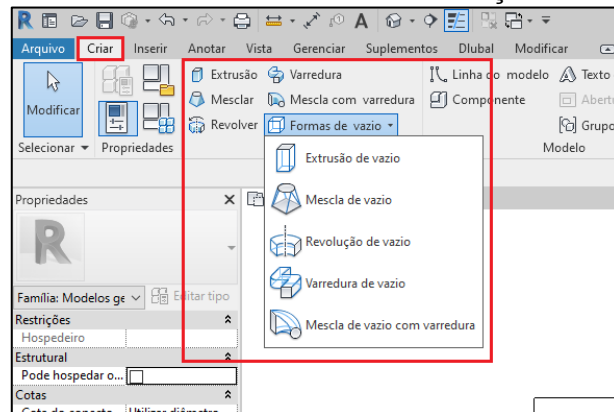 Arquivo Criar Inserir Anotar Vista Gerenciar Suplementos Dlubal Modificar
Extrusão Varredura Linha do modelo Texto
Modificar Mesclar Mescla com varredura Componente
Revolver Formas de vazio Grupo
Selecionar Propriedades Modelo
Extrusão de vazio
Propriedades
Mescla de vazio
Revolução de vazio
Varredura de vazio
Família: Modelos ge Editar tipo
Mescla de vazio com varredura
Restrições
Hospedeiro
Estrutural
Pode hospedar o...
Cotas